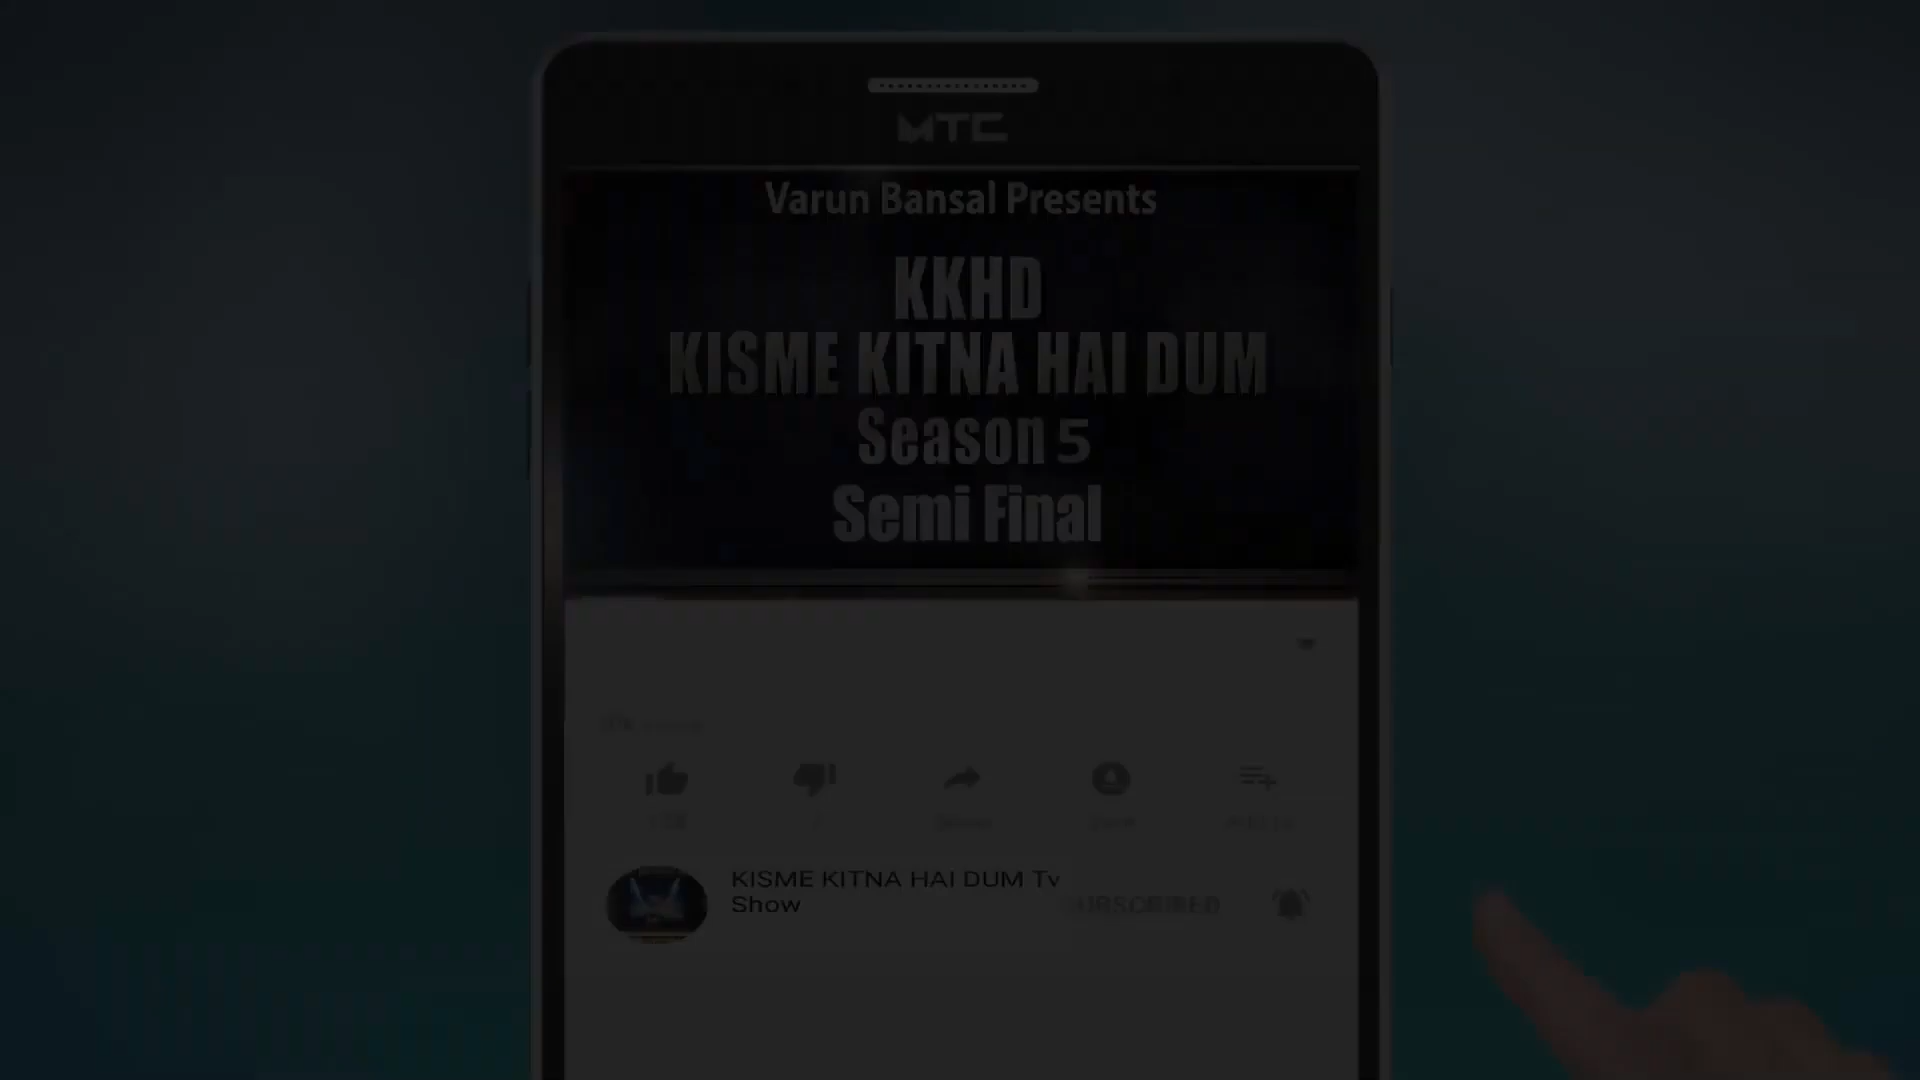 MTC
Varun Bansal Presents
KKHD
KISME KITNA HAI DUM
Season 5
Semi Final
KISME KITNA HAI DUM Tv
Show
SUBSCRIBED